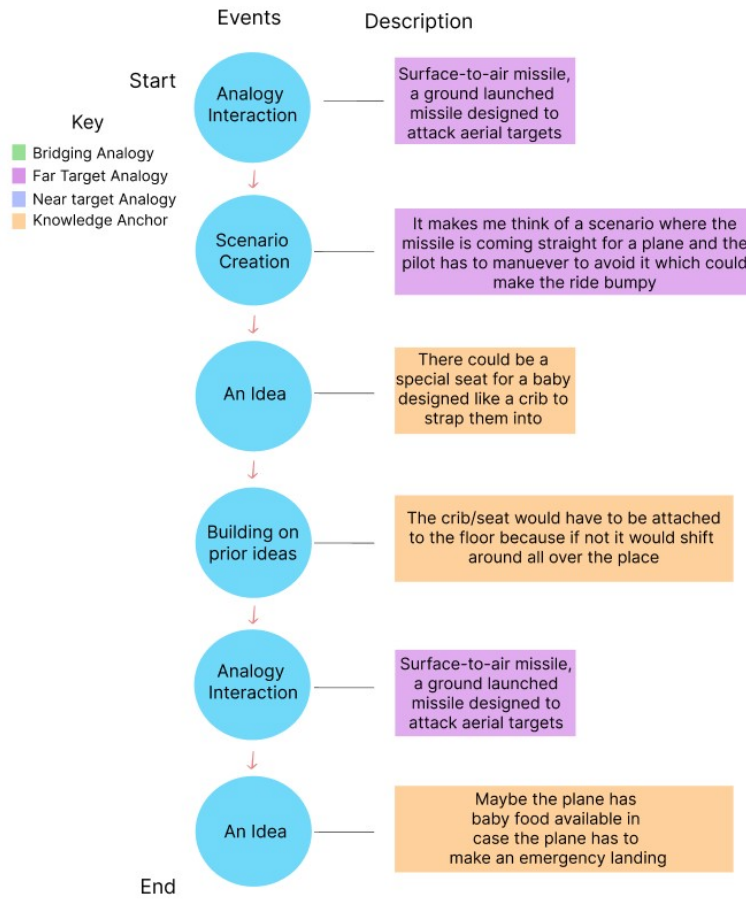 Events
Description
Start
Analogy
Interaction
Surface-to-air missile,
a ground launched
missile designed to
attack aerial targets
Key
Bridging Analogy
Far Target Analogy
Near target Analogy
Knowledge Anchor
Scenario
Creation
It makes me think of a scenario where the
missile is coming straight for a plane and the
pilot has to manuever to avoid it which could
make the ride bumpy
An Idea
There could be a
special seat for a baby
designed like a crib to
strap them into
Building on
prior ideas
The crib/seat would have to be attached
to the floor because if not it would shift
around all over the place
Analogy
Interaction
Surface-to-air missile,
a ground launched
missile designed to
attack aerial targets
An Idea
Maybe the plane has
baby food available in
case the plane has to
make an emergency landing
End